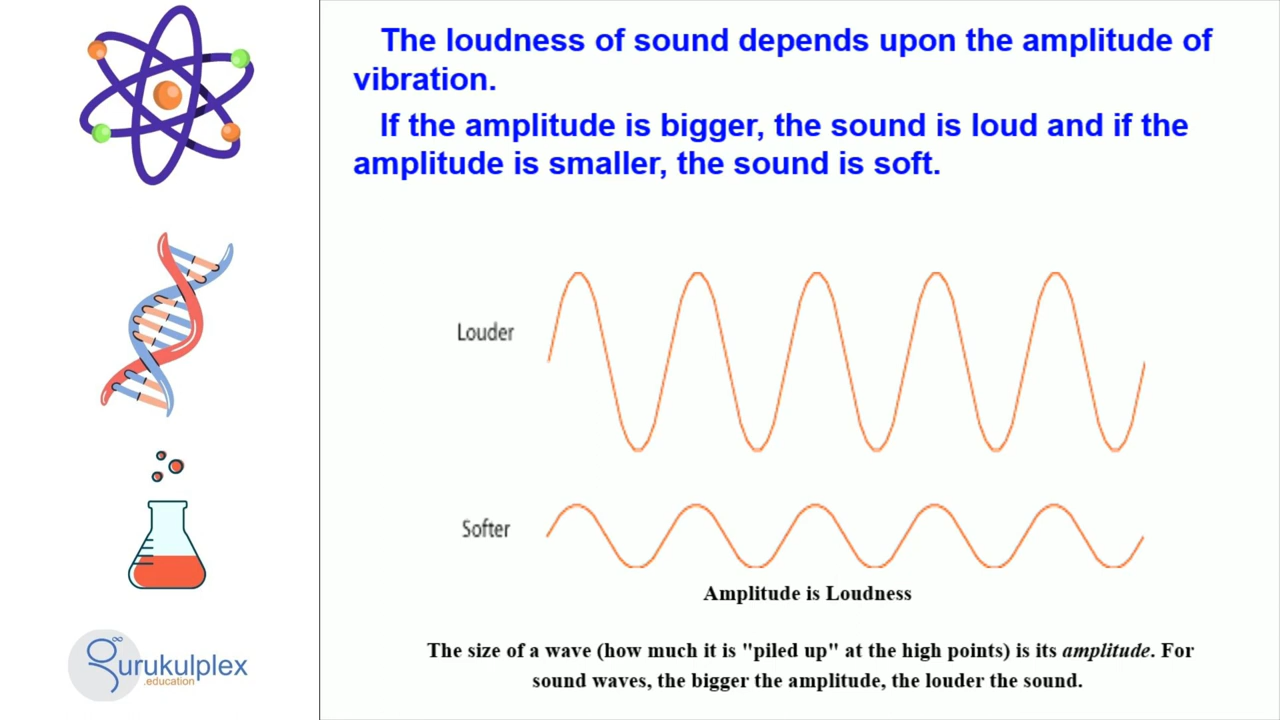 The loudness of sound depends upon the amplitude of
vibration.
If the amplitude is bigger, the sound is loud and if the
amplitude is smaller, the sound is soft.
Louder
Softer
Amplitude is Loudness
The size of a wave (how much it is "piled up" at the high points) is its amplitude. For
sound waves, the bigger the amplitude, the louder the sound.
gurukulplex
.education